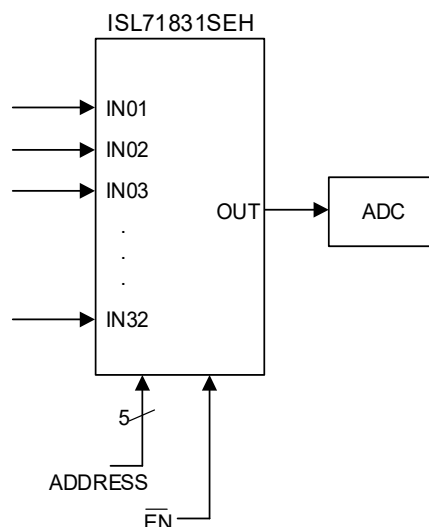 ISL71831SEH
IN01
IN02
IN03
OUT
ADC
.
.
.
IN32
5
ADDRESS
EN